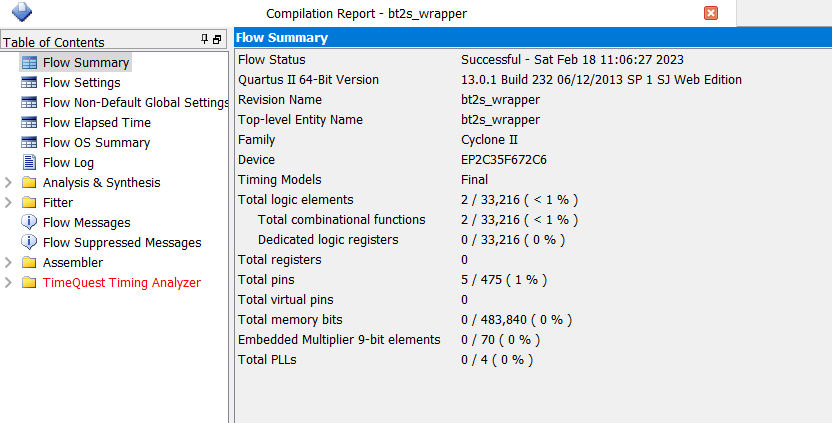 Compilation Report - bt2s_wrapper
Table of Contents
Flow Summary
Flow Settings
Flow Non-Default Global Settings
Flow Elapsed Time
Flow OS Summary
Flow Log
Analysis & Synthesis
Fitter
Flow Messages
Flow Suppressed Messages
Assembler
TimeQuest Timing Analyzer
Flow Summary
Flow Status Successful - Sat Feb 18 11:06:27 2023
Quartus II 64-Bit Version 13.0.1 Build 232 06/12/2013 SP 1 SJ Web Edition
Revision Name bt2s_wrapper
Top-level Entity Name bt2s_wrapper
Family Cyclone II
Device EP2C35F672C6
Timing Models Final
Total logic elements 2 / 33,216 ( < 1 % )
Total combinational functions 2 / 33,216 ( < 1 % )
Dedicated logic registers 0 / 33,216 ( 0 % )
Total registers 0
Total pins 5 / 475 ( 1 % )
Total virtual pins 0
Total memory bits 0 / 483,840 ( 0 % )
Embedded Multiplier 9-bit elements 0 / 70 ( 0 % )
Total PLLs 0 / 4 ( 0 % )